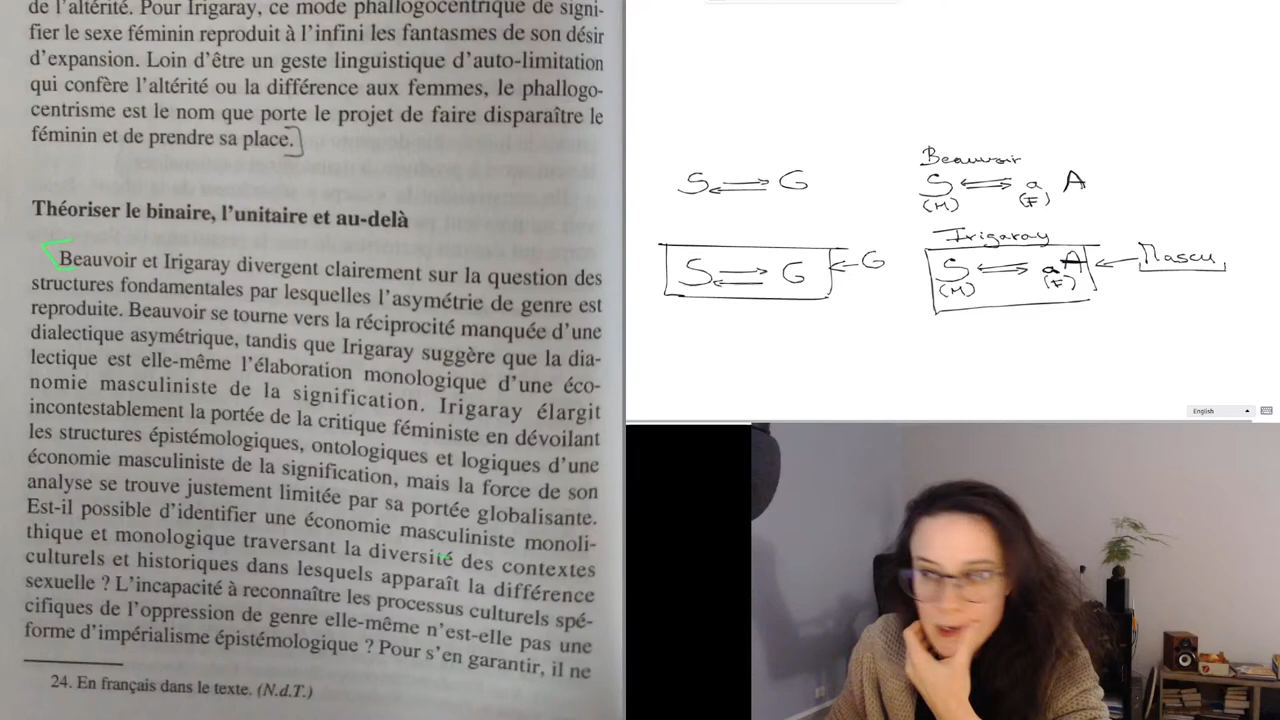 de l'altérité. Pour Irigaray, ce mode phallogocentrique de signi-
fier le sexe féminin reproduit à l'infini les fantasmes de son désir
d'expansion. Loin d'être un geste linguistique d'auto-limitation
qui confère l'altérité ou la différence aux femmes, le phallogo-
centrisme est le nom que porte le projet de faire disparaître le
féminin et de prendre sa place.
Théoriser le binaire, l'unitaire et au-delà
Beauvoir et Irigaray divergent clairement sur la question des
structures fondamentales par lesquelles l'asymétrie de genre est
reproduite. Beauvoir se tourne vers la réciprocité manquée d'une
dialectique asymétrique, tandis que Irigaray suggère que la dia-
lectique est elle-même l'élaboration monologique d'une éco-
nomie masculiniste de la signification. Irigaray élargit
incontestablement la portée de la critique féministe en dévoilant
les structures épistémologiques, ontologiques et logiques d'une
économie masculiniste de la signification, mais la force de son
analyse se trouve justement limitée par sa portée globalisante.
Est-il possible d'identifier une économie masculiniste monoli-
thique et monologique traversant la diversité des contextes
culturels et historiques dans lesquels apparaît la différence
sexuelle ? L'incapacité à reconnaître les processus culturels spé-
cifiques de l'oppression de genre elle-même n'est-elle pas une
forme d'impérialisme épistémologique ? Pour s'en garantir, il ne
24. En français dans le texte. (N.d.T.)
S ⇄ G
S ⇄ G ← G
Beauvoir
S ⇔ a, A
(M) (F)
Irigaray
S ⇔ a A ← Mascu
(M) (F)
English